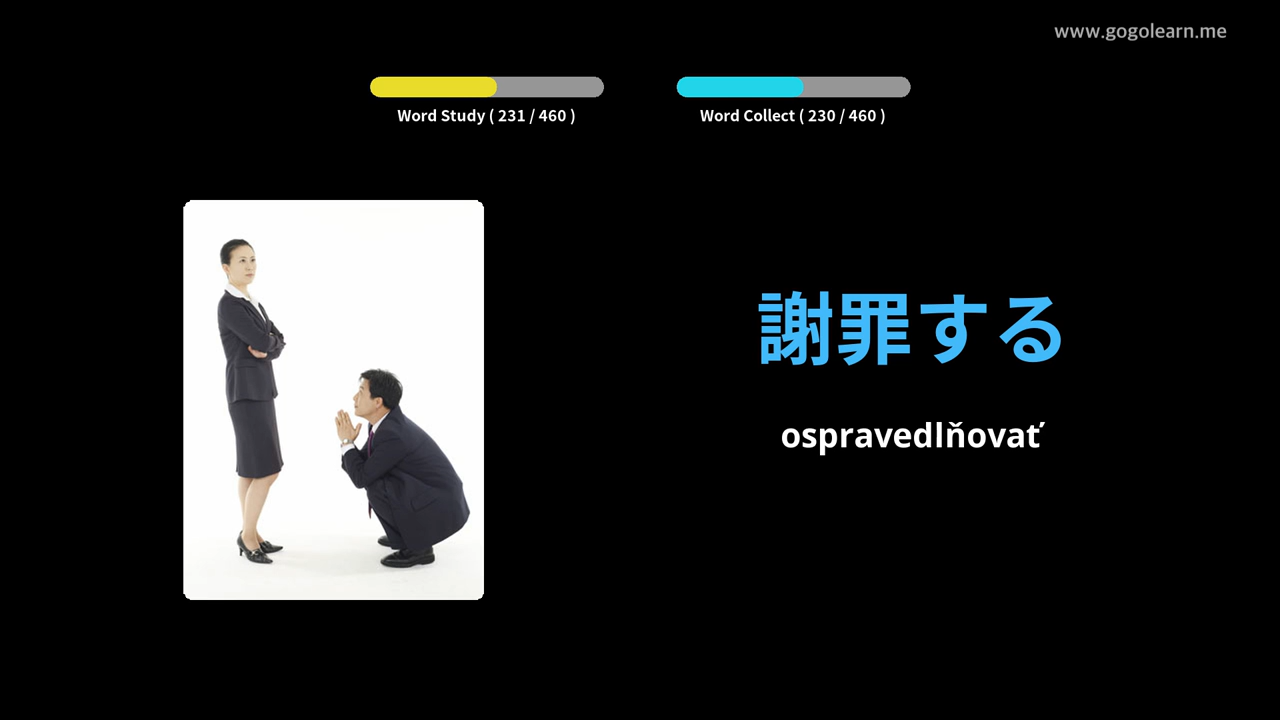 www.gogolearn.me
Word Study ( 231 / 460 )
Word Collect ( 230 / 460 )
謝罪する
ospravedlňovať